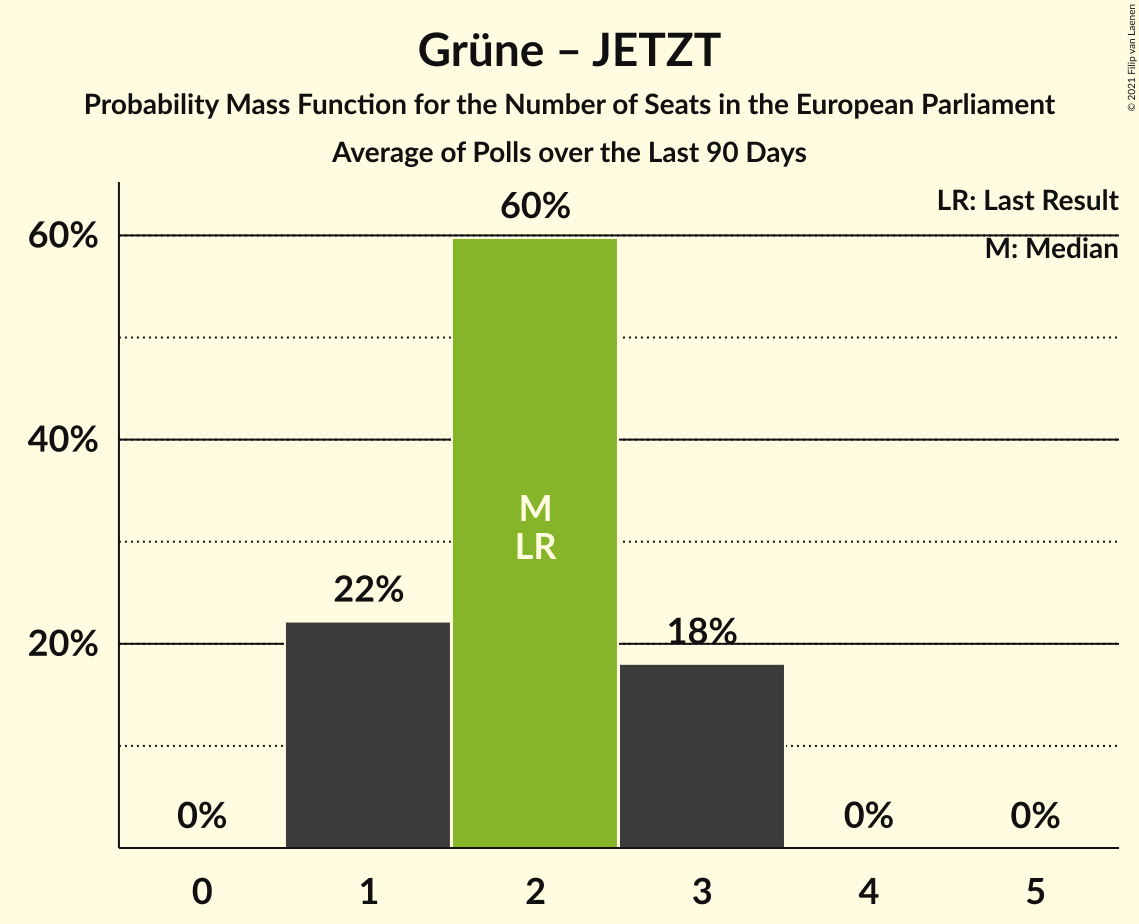 Grüne – JETZT
Probability Mass Function for the Number of Seats in the European Parliament
Average of Polls over the Last 90 Days
© 2021 Filip van Laenen
LR: Last Result
M: Median
60%
40%
20%
0%
22%
60%
M
LR
18%
0%
0%
0
1
2
3
4
5